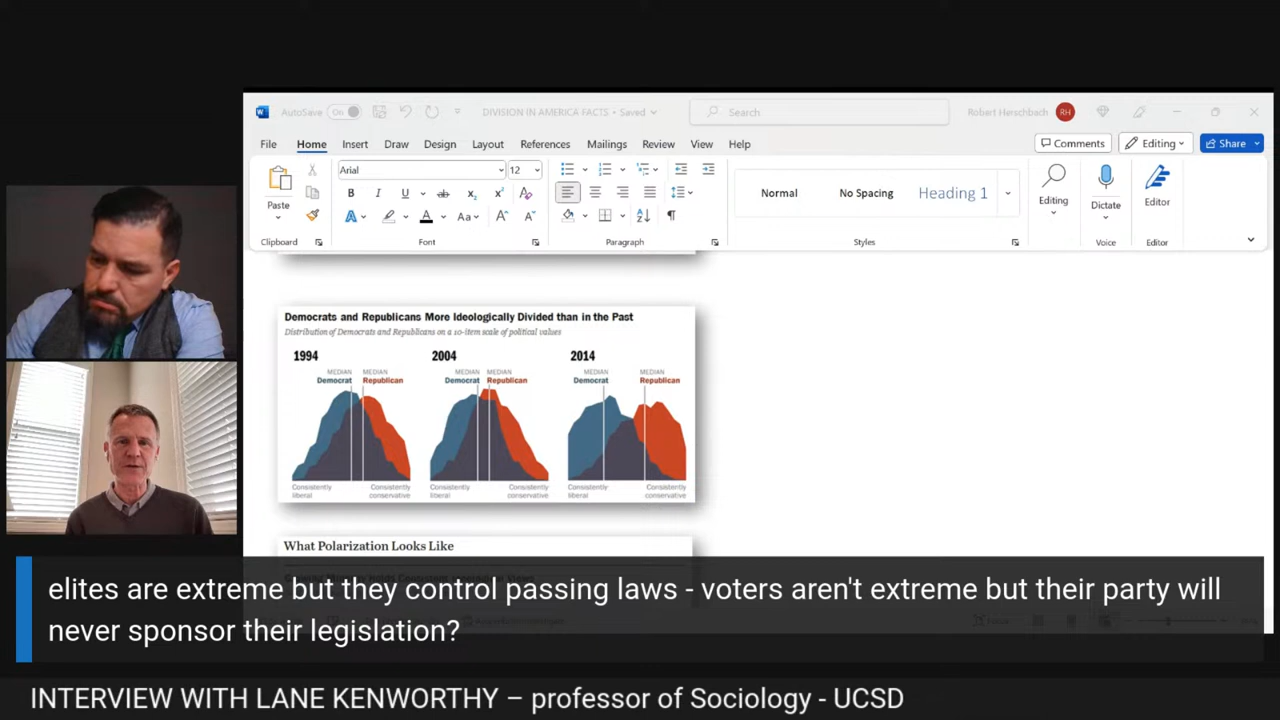 AutoSave On
DIVISION IN AMERICA FACTS • Saved
Search
Robert Herschbach RH
File Home Insert Draw Design Layout References Mailings Review View Help
Comments Editing Share
Paste
Arial 12
B I U ab x₂ x²
A A Aa A A
Normal No Spacing Heading 1
Editing Dictate Editor
Clipboard Font Paragraph Styles Voice Editor
Democrats and Republicans More Ideologically Divided than in the Past
Distribution of Democrats and Republicans on a 10-item scale of political values
1994 2004 2014
MEDIAN MEDIAN MEDIAN MEDIAN MEDIAN MEDIAN
Democrat Republican Democrat Republican Democrat Republican
Consistently Consistently Consistently Consistently Consistently Consistently
liberal conservative liberal conservative liberal conservative
What Polarization Looks Like
elites are extreme but they control passing laws - voters aren't extreme but their party will
never sponsor their legislation?
INTERVIEW WITH LANE KENWORTHY – professor of Sociology - UCSD